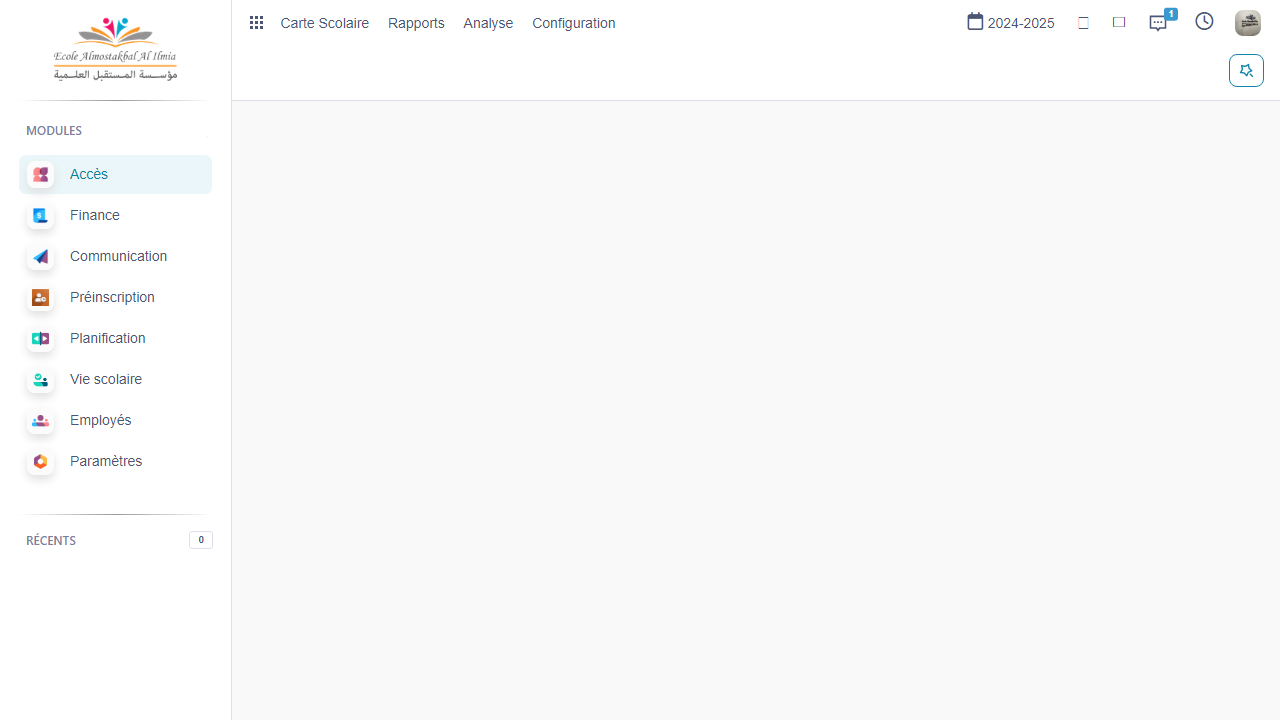 Ecole Almostakbal Al Ilmia
مؤسسة المستقبل العلمية
Carte Scolaire
Rapports
Analyse
Configuration
2024-2025
1
MODULES
Accès
Finance
Communication
Préinscription
Planification
Vie scolaire
Employés
Paramètres
RÉCENTS
0